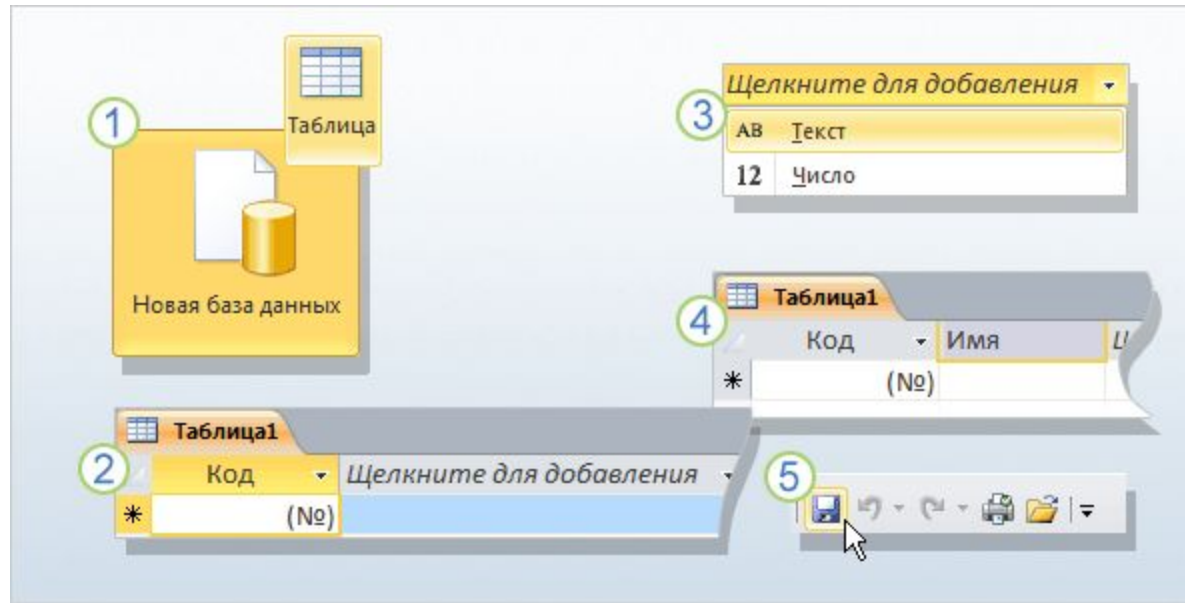 1
Таблица
Новая база данных
2
Таблица1
Код
Щелкните для добавления
(№)
3
Щелкните для добавления
AB Текст
12 Число
4
Таблица1
Код
Имя
(№)
5